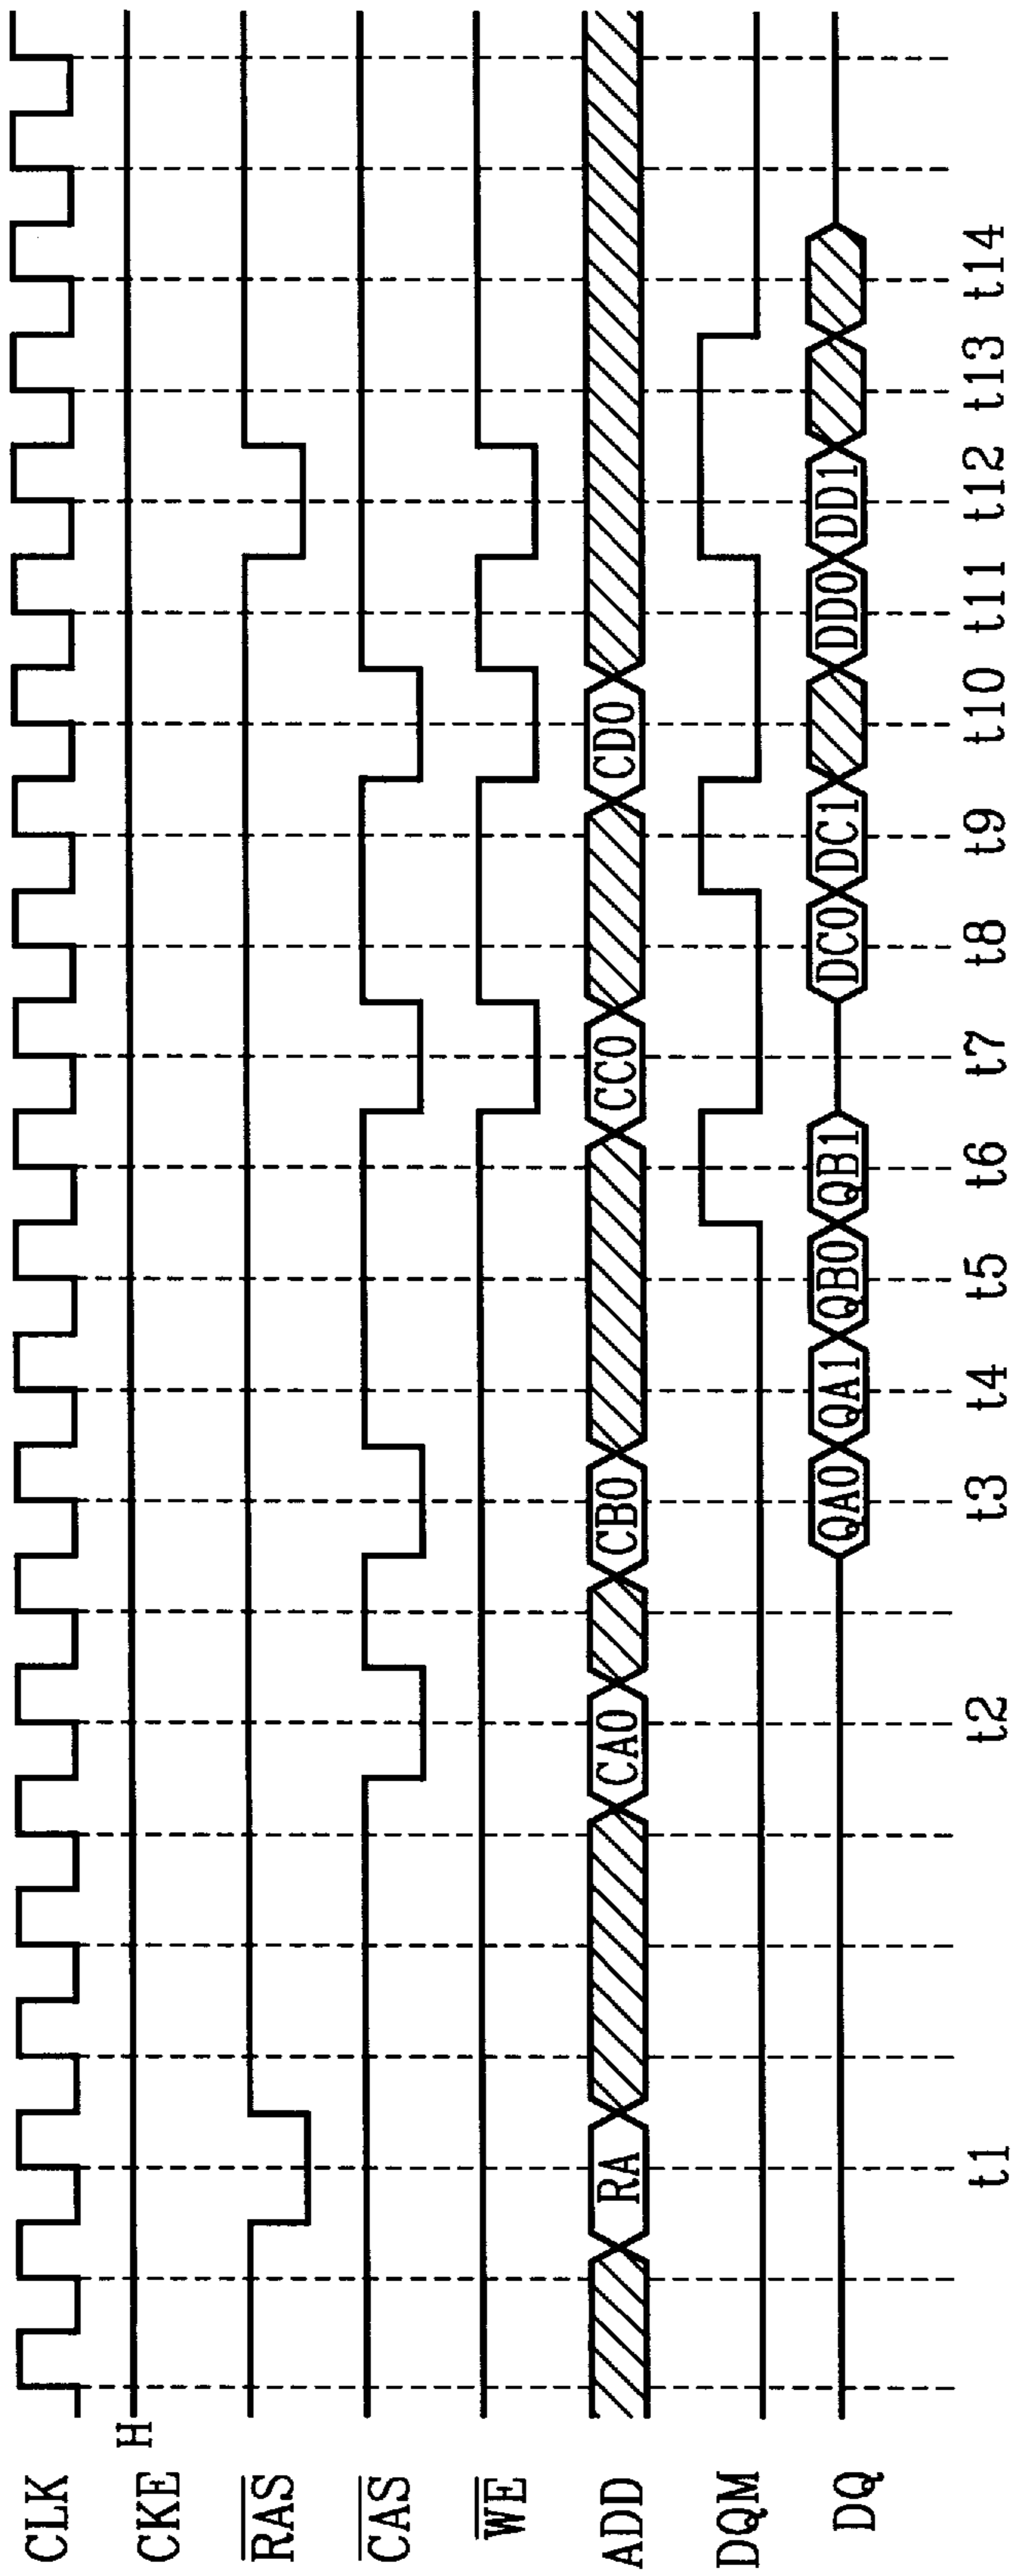 CLK
CKE H
RAS
CAS
WE
ADD RA CA0 CB0 CC0 CD0
DQM
DQ QA0 QA1 QB0 QB1 DC0 DC1 DD0 DD1
t1 t2 t3 t4 t5 t6 t7 t8 t9 t10 t11 t12 t13 t14